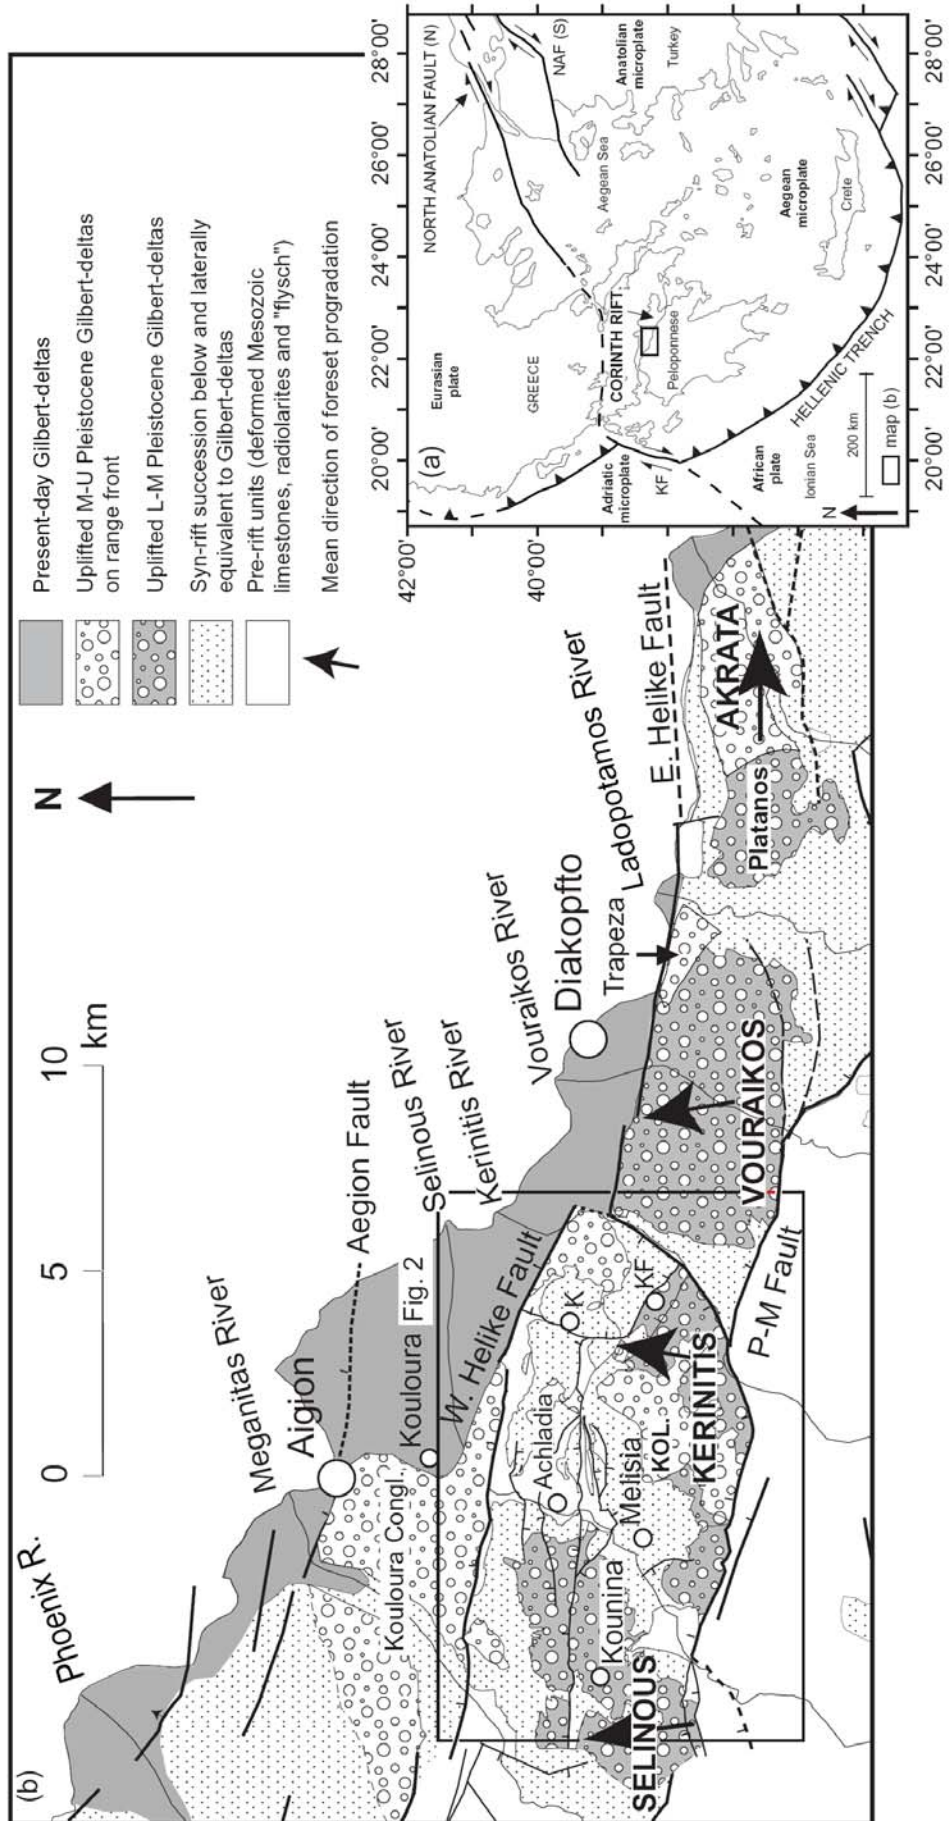 (b)
Phoenix R.
Meganitas River
Aigion
Aegion Fault
Selinous River
Kerinitis River
Vouraikos River
Diakopfto
Trapeza
Ladopotamos River
E. Helike Fault
0 5 10
km
N
Kouloura Congl.
Kouloura
Fig. 2
W. Helike Fault
Achladia
K
KF
Melisia
KOL.
Kounina
SELINOUS
KERINITIS
P-M Fault
VOURAIKOS
Platanos
AKRATA
Present-day Gilbert-deltas
Uplifted M-U Pleistocene Gilbert-deltas
on range front
Uplifted L-M Pleistocene Gilbert-deltas
Syn-rift succession below and laterally
equivalent to Gilbert-deltas
Pre-rift units (deformed Mesozoic
limestones, radiolarites and "flysch")
Mean direction of foreset progradation
(a)
20°00' 22°00' 24°00' 26°00' 28°00'
42°00'
40°00'
Eurasian
plate
NORTH ANATOLIAN FAULT (N)
NAF (S)
GREECE
Aegean Sea
Anatolian
microplate
Turkey
Adriatic
microplate
KF
CORINTH RIFT
Peloponnese
Aegean
microplate
Crete
African
plate
Ionian Sea
HELLENIC TRENCH
N
200 km
map (b)